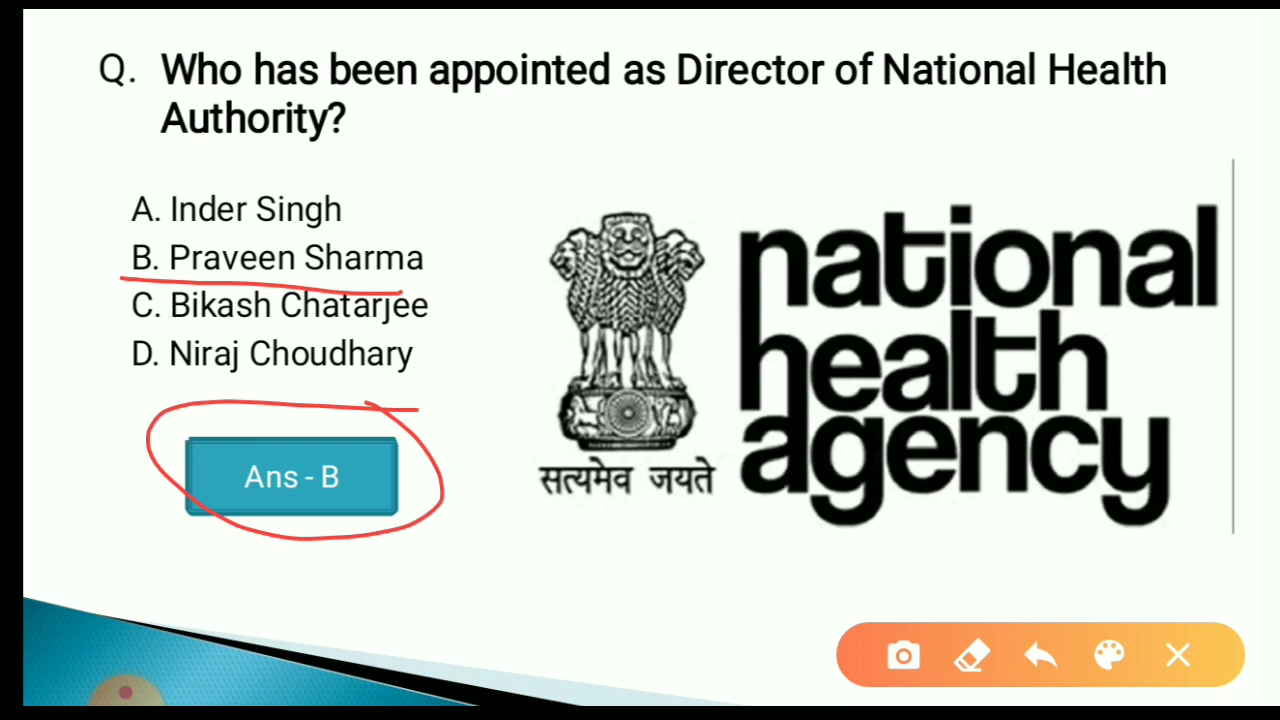 Q. Who has been appointed as Director of National Health
Authority?
A. Inder Singh
B. Praveen Sharma
C. Bikash Chatarjee
D. Niraj Choudhary
Ans - B
सत्यमेव जयते
national
health
agency